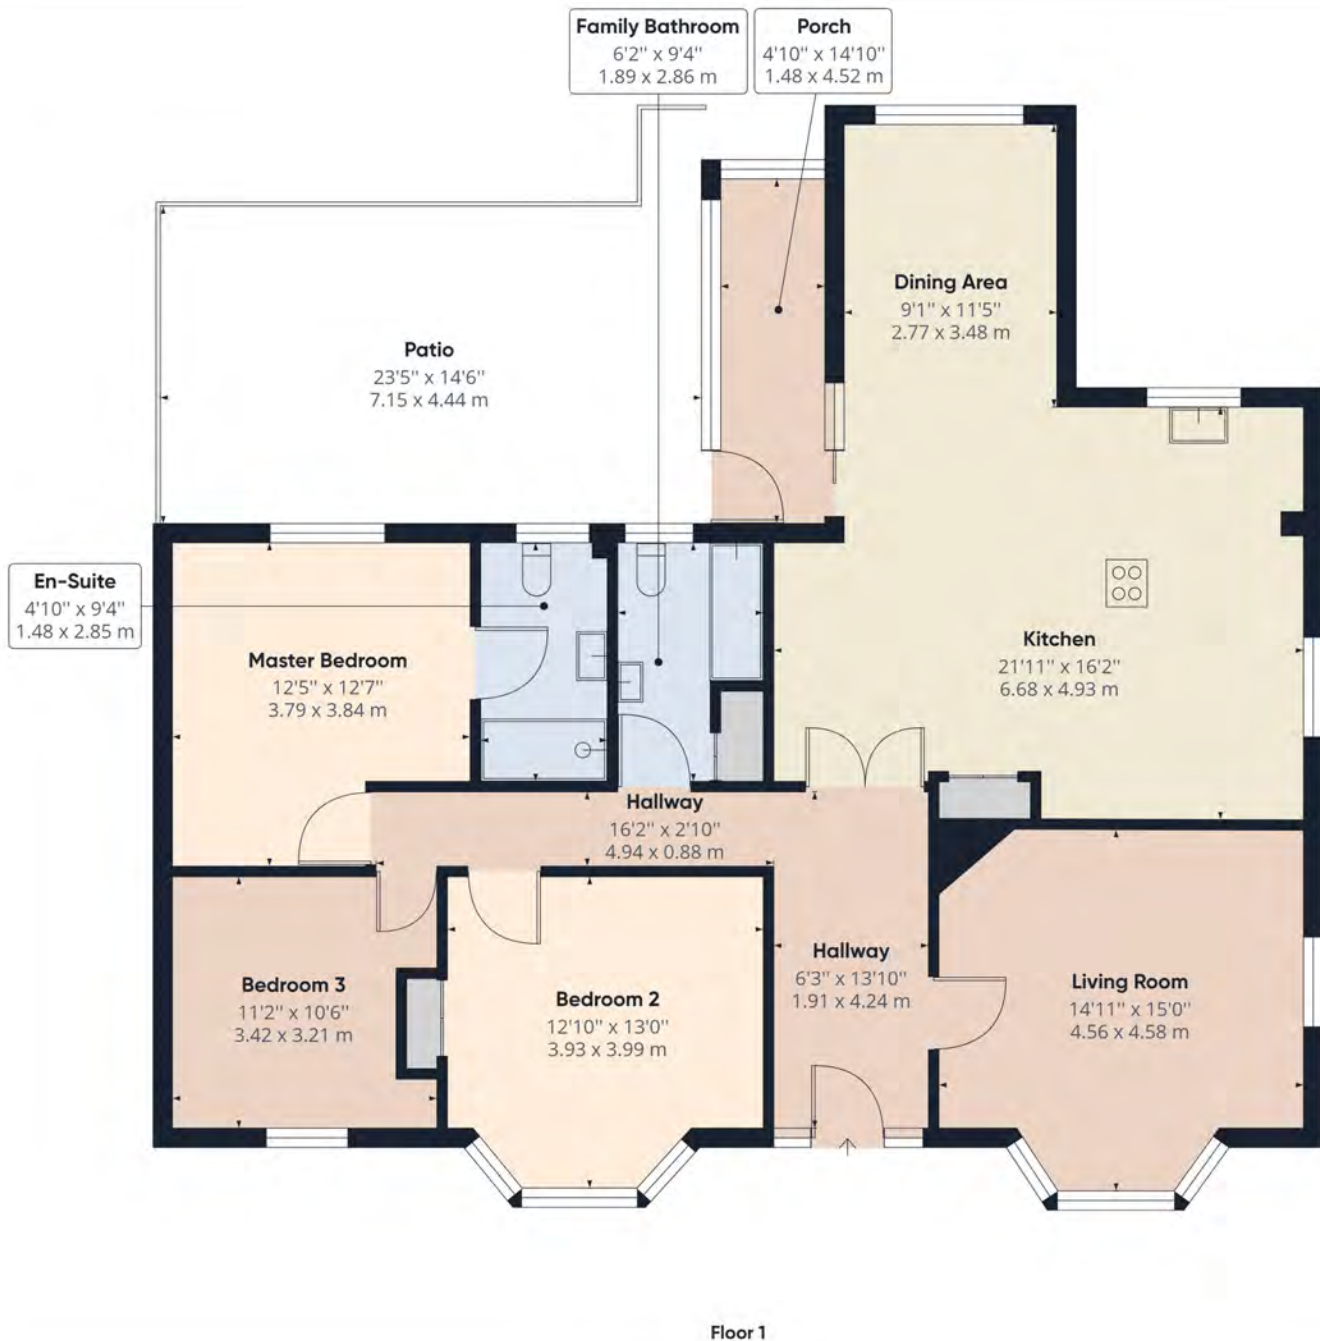 Family Bathroom
6'2" x 9'4"
1.89 x 2.86 m
Porch
4'10" x 14'10"
1.48 x 4.52 m
Dining Area
9'1" x 11'5"
2.77 x 3.48 m
Patio
23'5" x 14'6"
7.15 x 4.44 m
En-Suite
4'10" x 9'4"
1.48 x 2.85 m
Master Bedroom
12'5" x 12'7"
3.79 x 3.84 m
Kitchen
21'11" x 16'2"
6.68 x 4.93 m
Hallway
16'2" x 2'10"
4.94 x 0.88 m
Bedroom 3
11'2" x 10'6"
3.42 x 3.21 m
Bedroom 2
12'10" x 13'0"
3.93 x 3.99 m
Hallway
6'3" x 13'10"
1.91 x 4.24 m
Living Room
14'11" x 15'0"
4.56 x 4.58 m
Floor 1